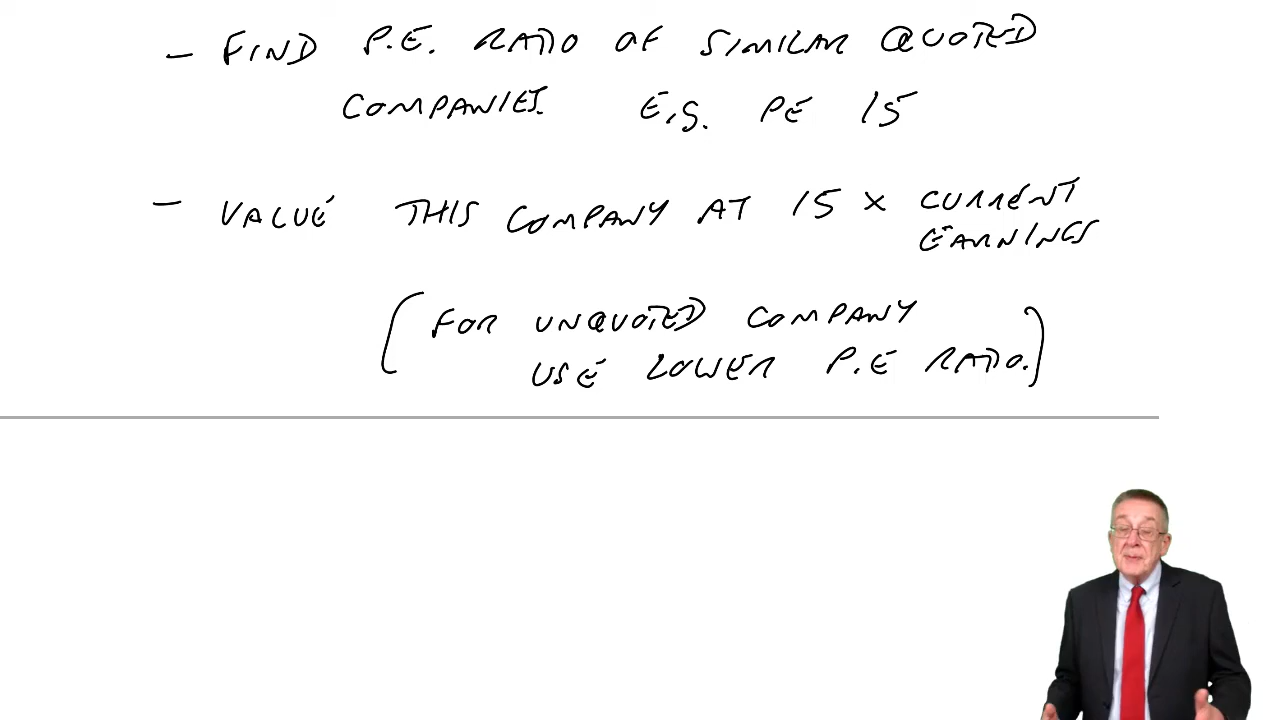 - FIND P.E. RATIO OF SIMILAR QUOTED
COMPANIES. E.G. PE 15
- VALUE THIS COMPANY AT 15 x CURRENT
EARNINGS
(FOR UNQUOTED COMPANY
USE LOWER P.E RATIO.)